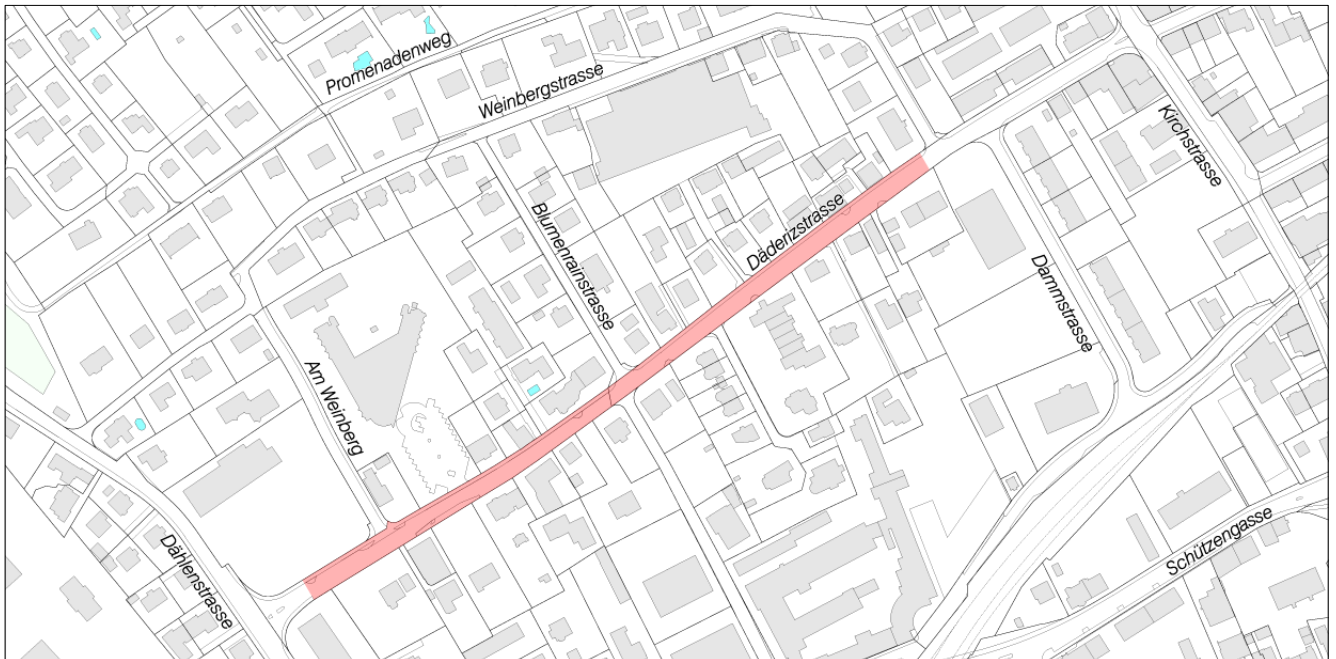 Promenadenweg
Weinbergstrasse
Kirchstrasse
Blumenrainstrasse
Däderizstrasse
Dammstrasse
Am Weinberg
Dählenstrasse
Schützengasse